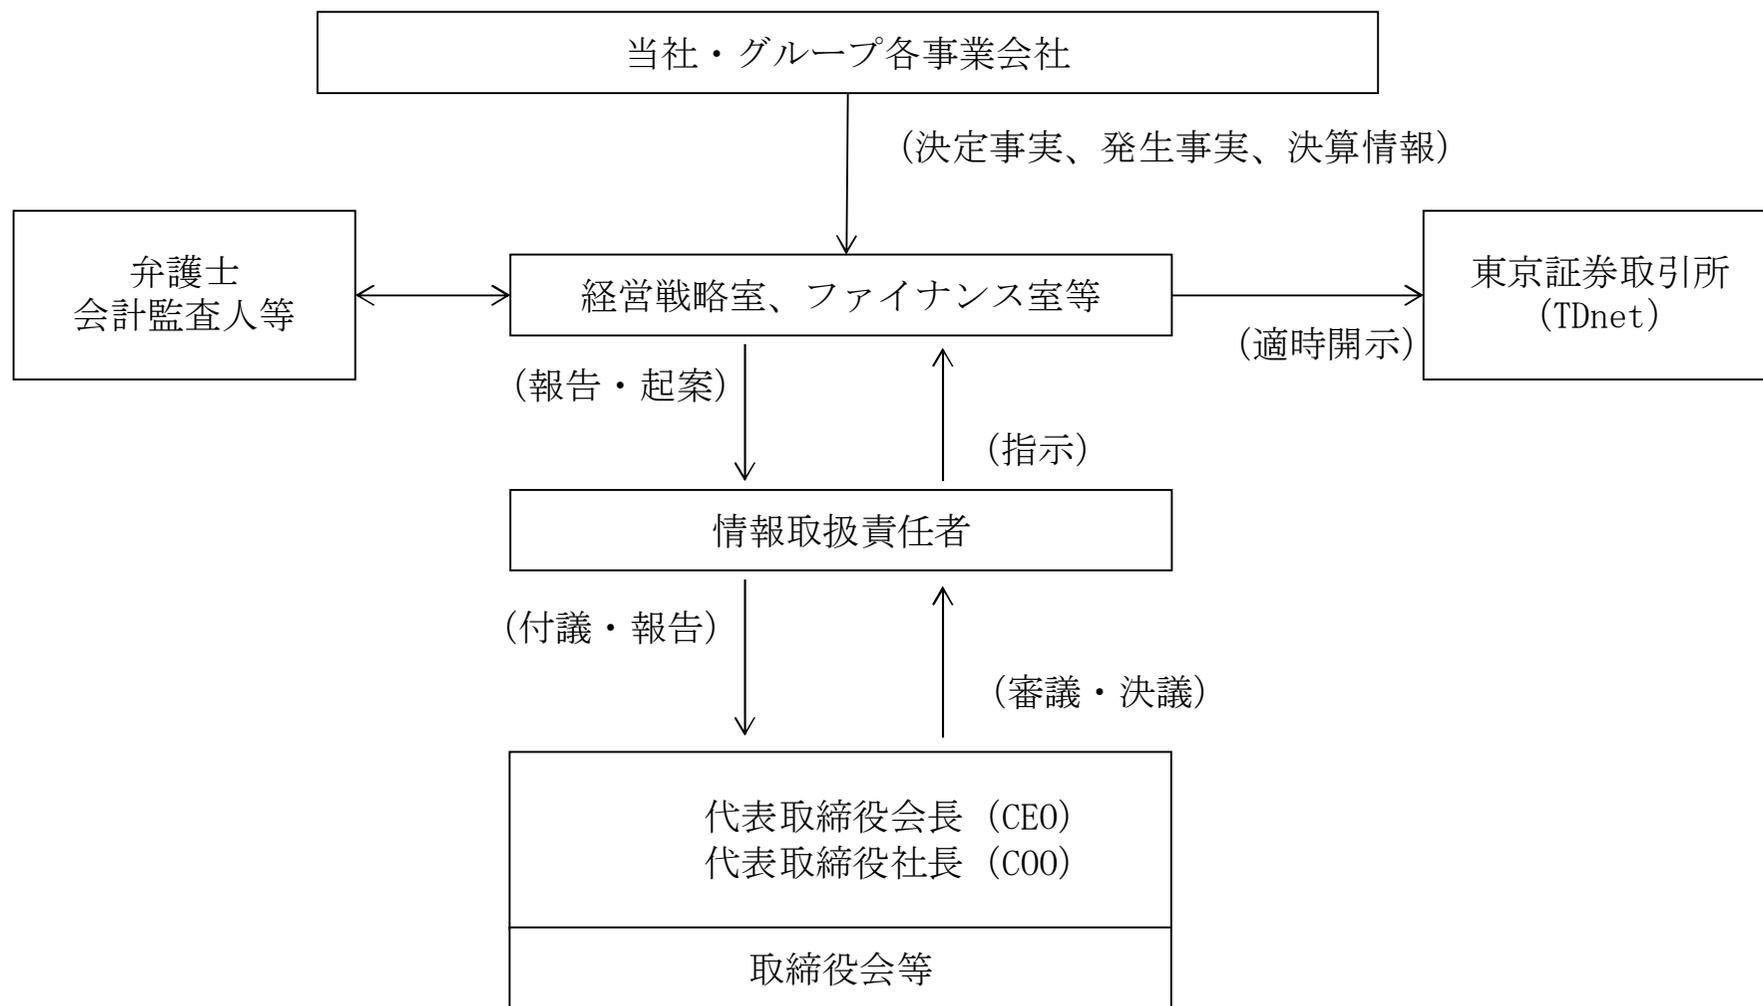 当社・グループ各事業会社
(決定事実、発生事実、決算情報)
弁護士
会計監査人等
経営戦略室、ファイナンス室等
東京証券取引所
(TDnet)
(適時開示)
(報告・起案)
(指示)
情報取扱責任者
(付議・報告)
(審議・決議)
代表取締役会長 (CEO)
代表取締役社長 (COO)
取締役会等